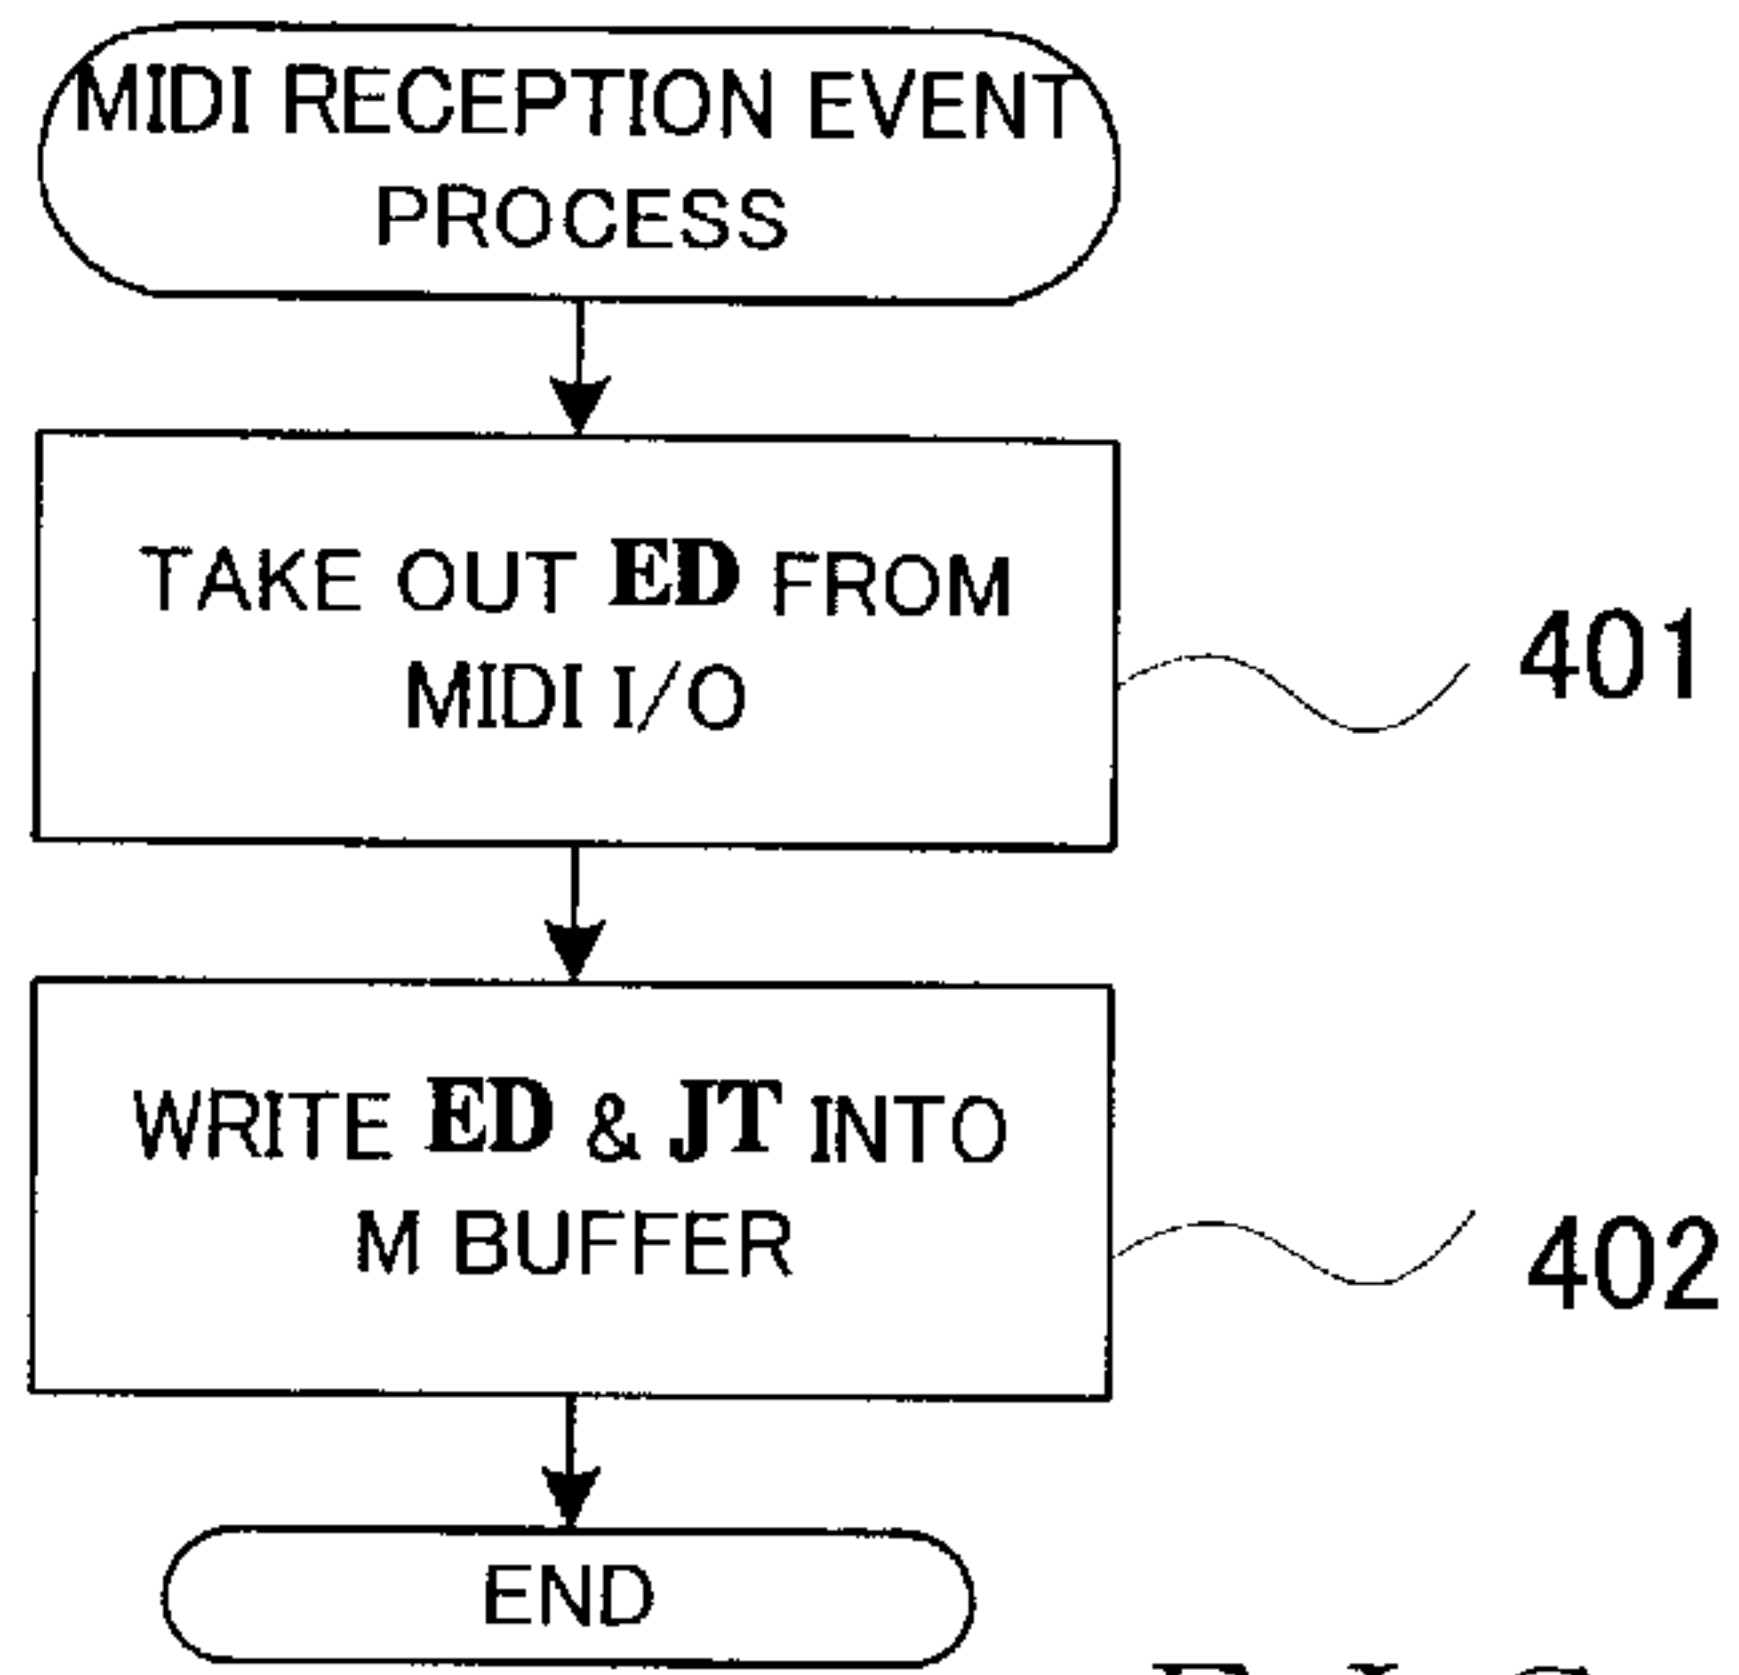 MIDI RECEPTION EVENT
PROCESS
TAKE OUT ED FROM
MIDI I/O
401
WRITE ED & JT INTO
M BUFFER
402
END